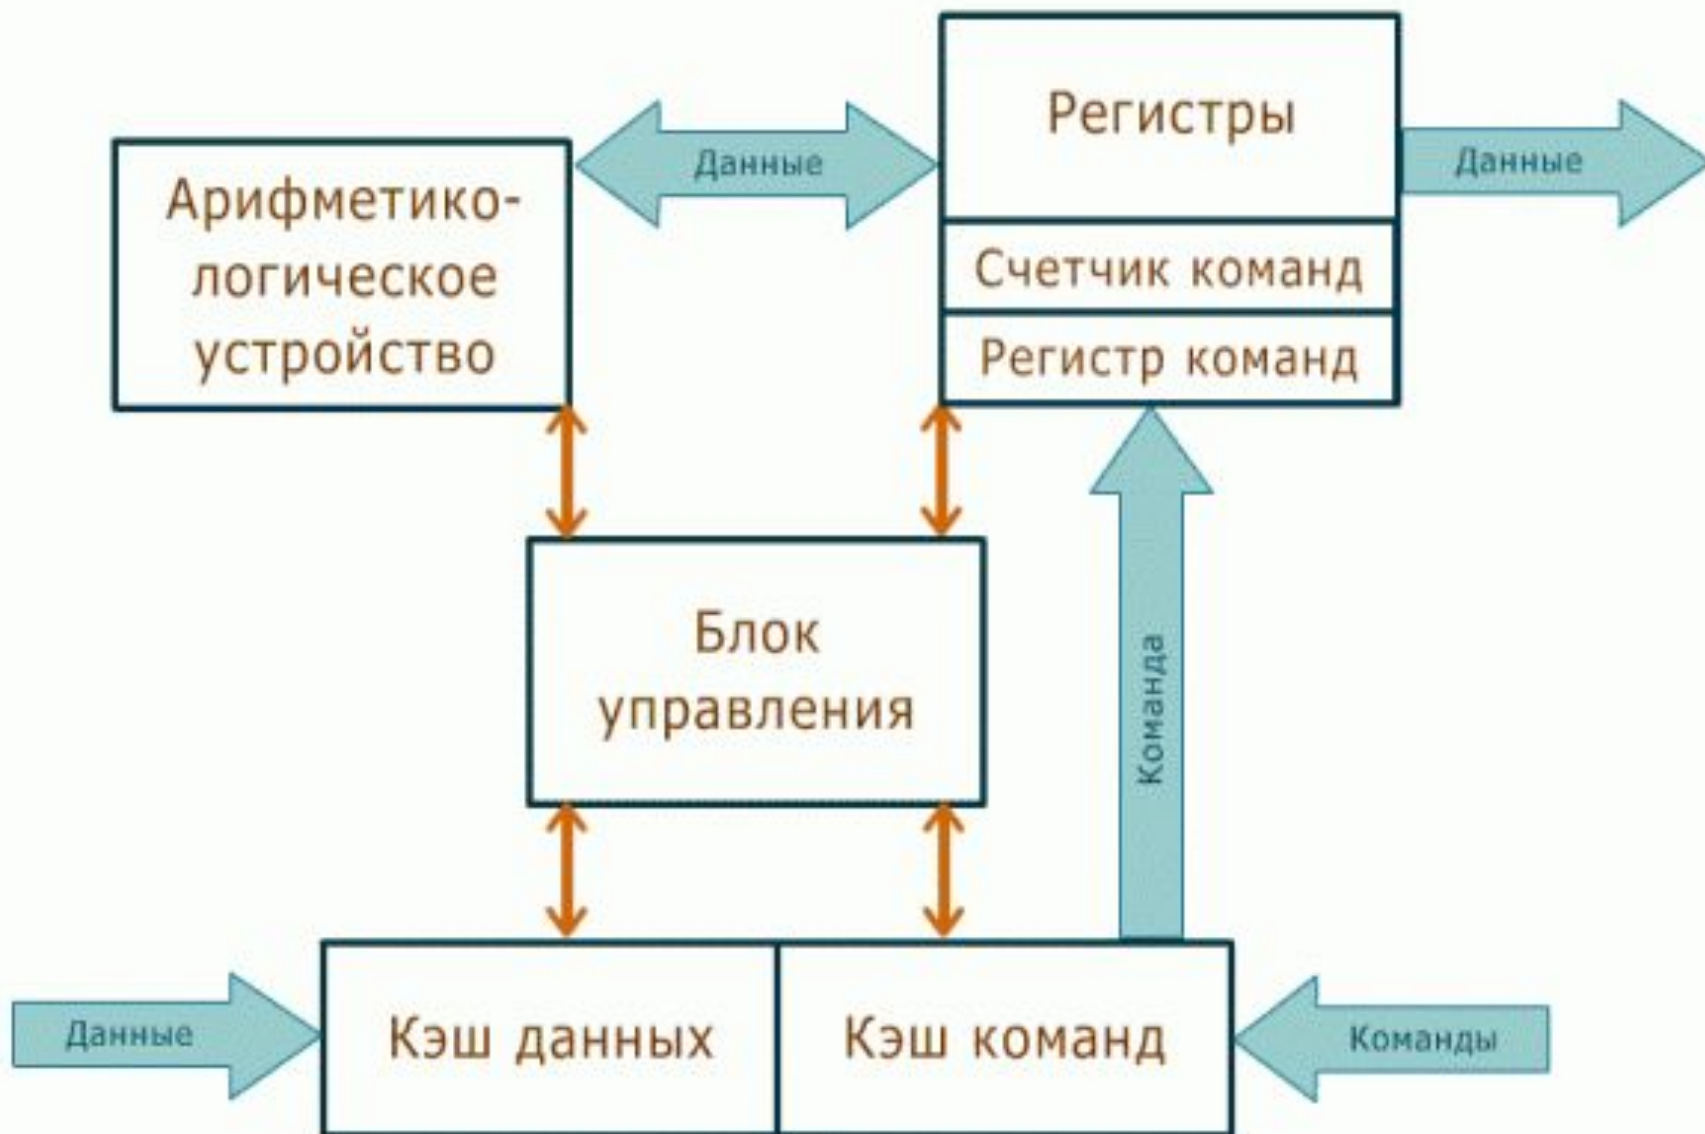 Регистры
Данные
Данные
Арифметико-
логическое
устройство
Счетчик команд
Регистр команд
Блок
управления
Команда
Данные
Кэш данных
Кэш команд
Команды